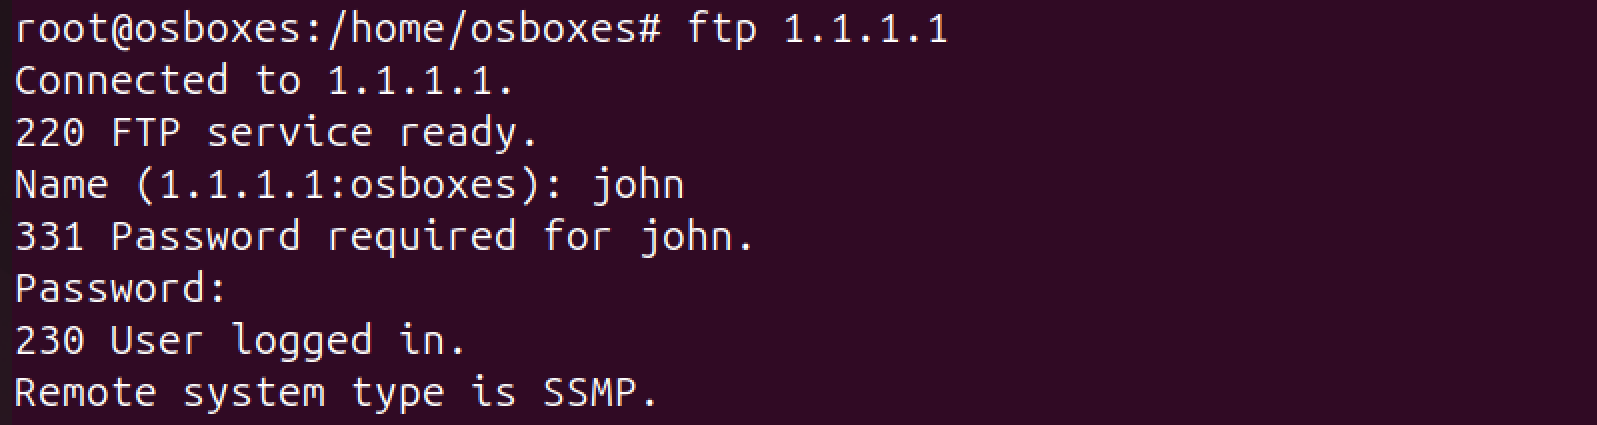 root@osboxes:/home/osboxes# ftp 1.1.1.1
Connected to 1.1.1.1.
220 FTP service ready.
Name (1.1.1.1:osboxes): john
331 Password required for john.
Password:
230 User logged in.
Remote system type is SSMP.